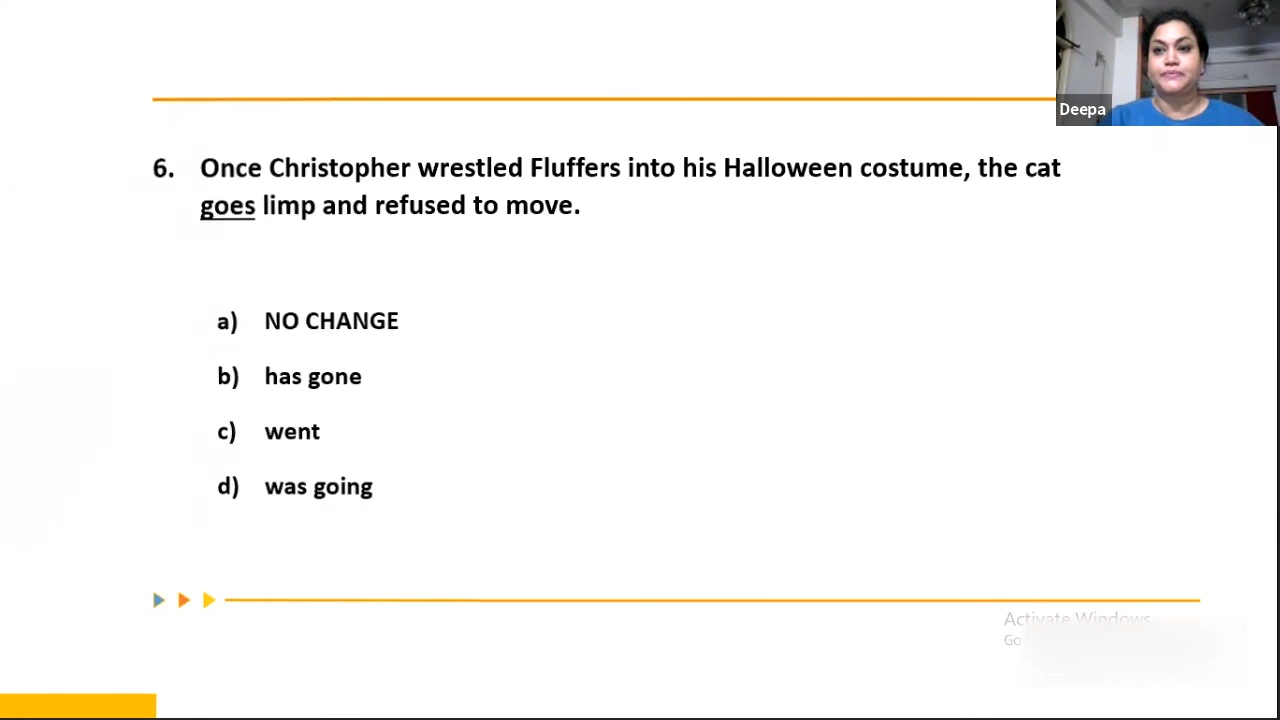 Deepa
6. Once Christopher wrestled Fluffers into his Halloween costume, the cat
goes limp and refused to move.
a) NO CHANGE
b) has gone
c) went
d) was going
Activate Windows
Go